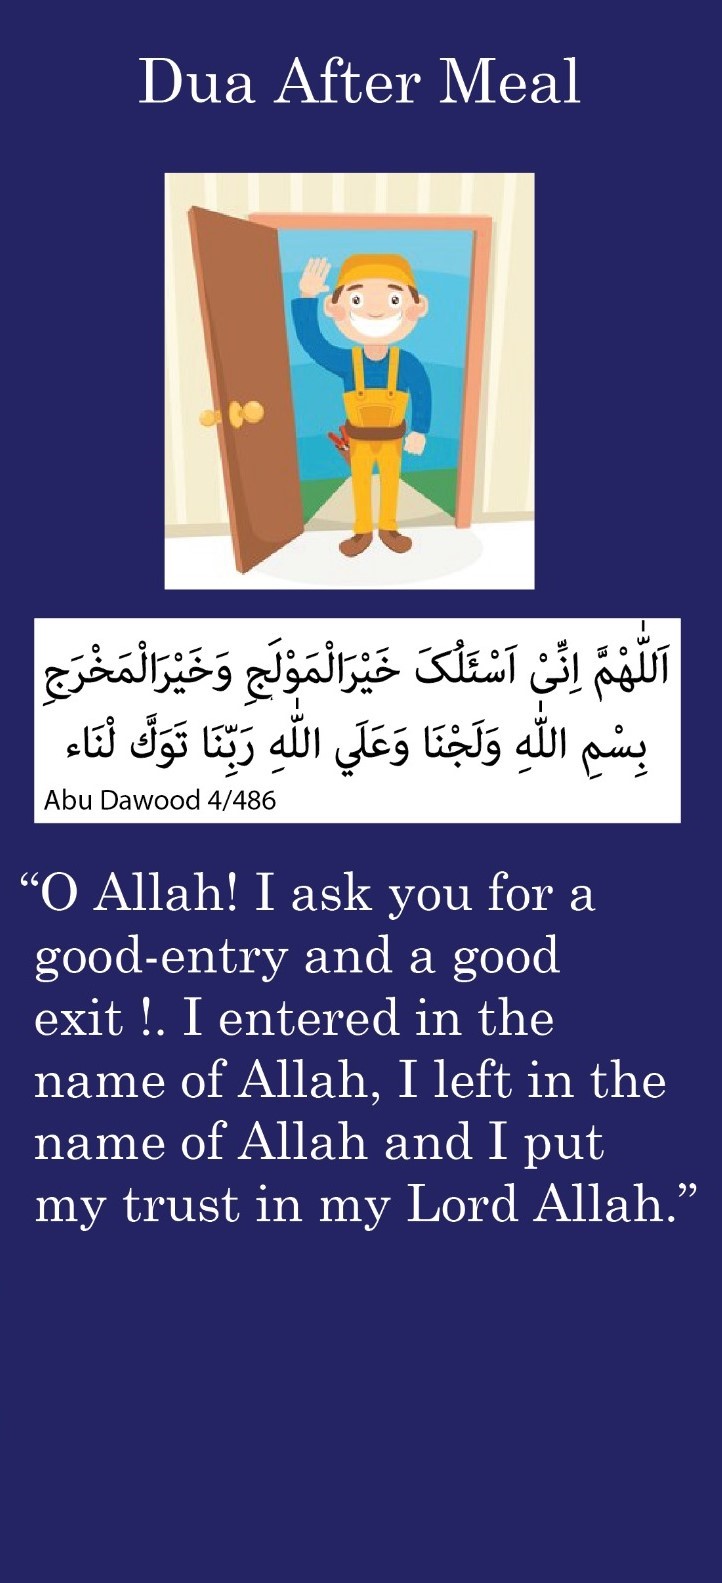 Dua After Meal
اَللّٰهْمَّ اِنِّیْ اَسْئَلُکَ خَیْرَالْمَوْلَجِ وَخَیْرَالْمَخْرَجِ
بِسْمِ اللّٰهِ وَلَجْنَا وَعَلَي اللّٰهِ رَبِّنَا تَوَكَّ لْنَاء
Abu Dawood 4/486
“O Allah! I ask you for a
good-entry and a good
exit !. I entered in the
name of Allah, I left in the
name of Allah and I put
my trust in my Lord Allah.”